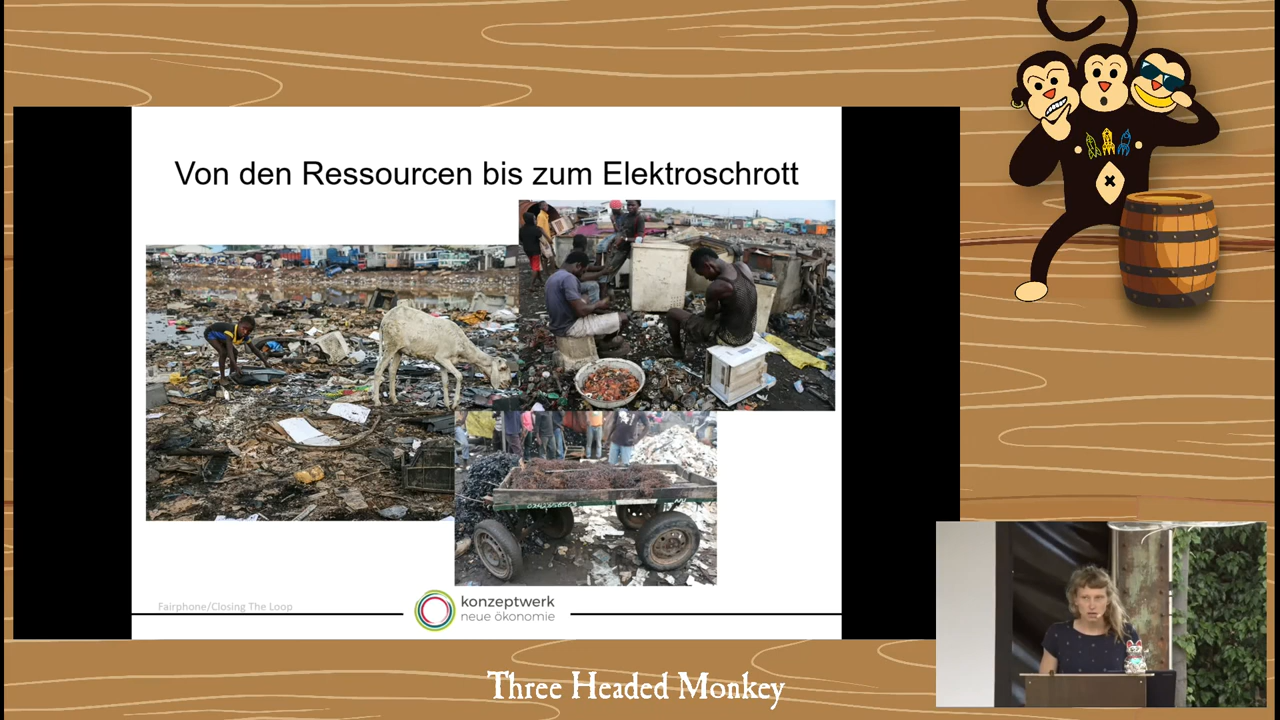 Von den Ressourcen bis zum Elektroschrott
Fairphone/Closing The Loop
konzeptwerk
neue ökonomie
Three Headed Monkey